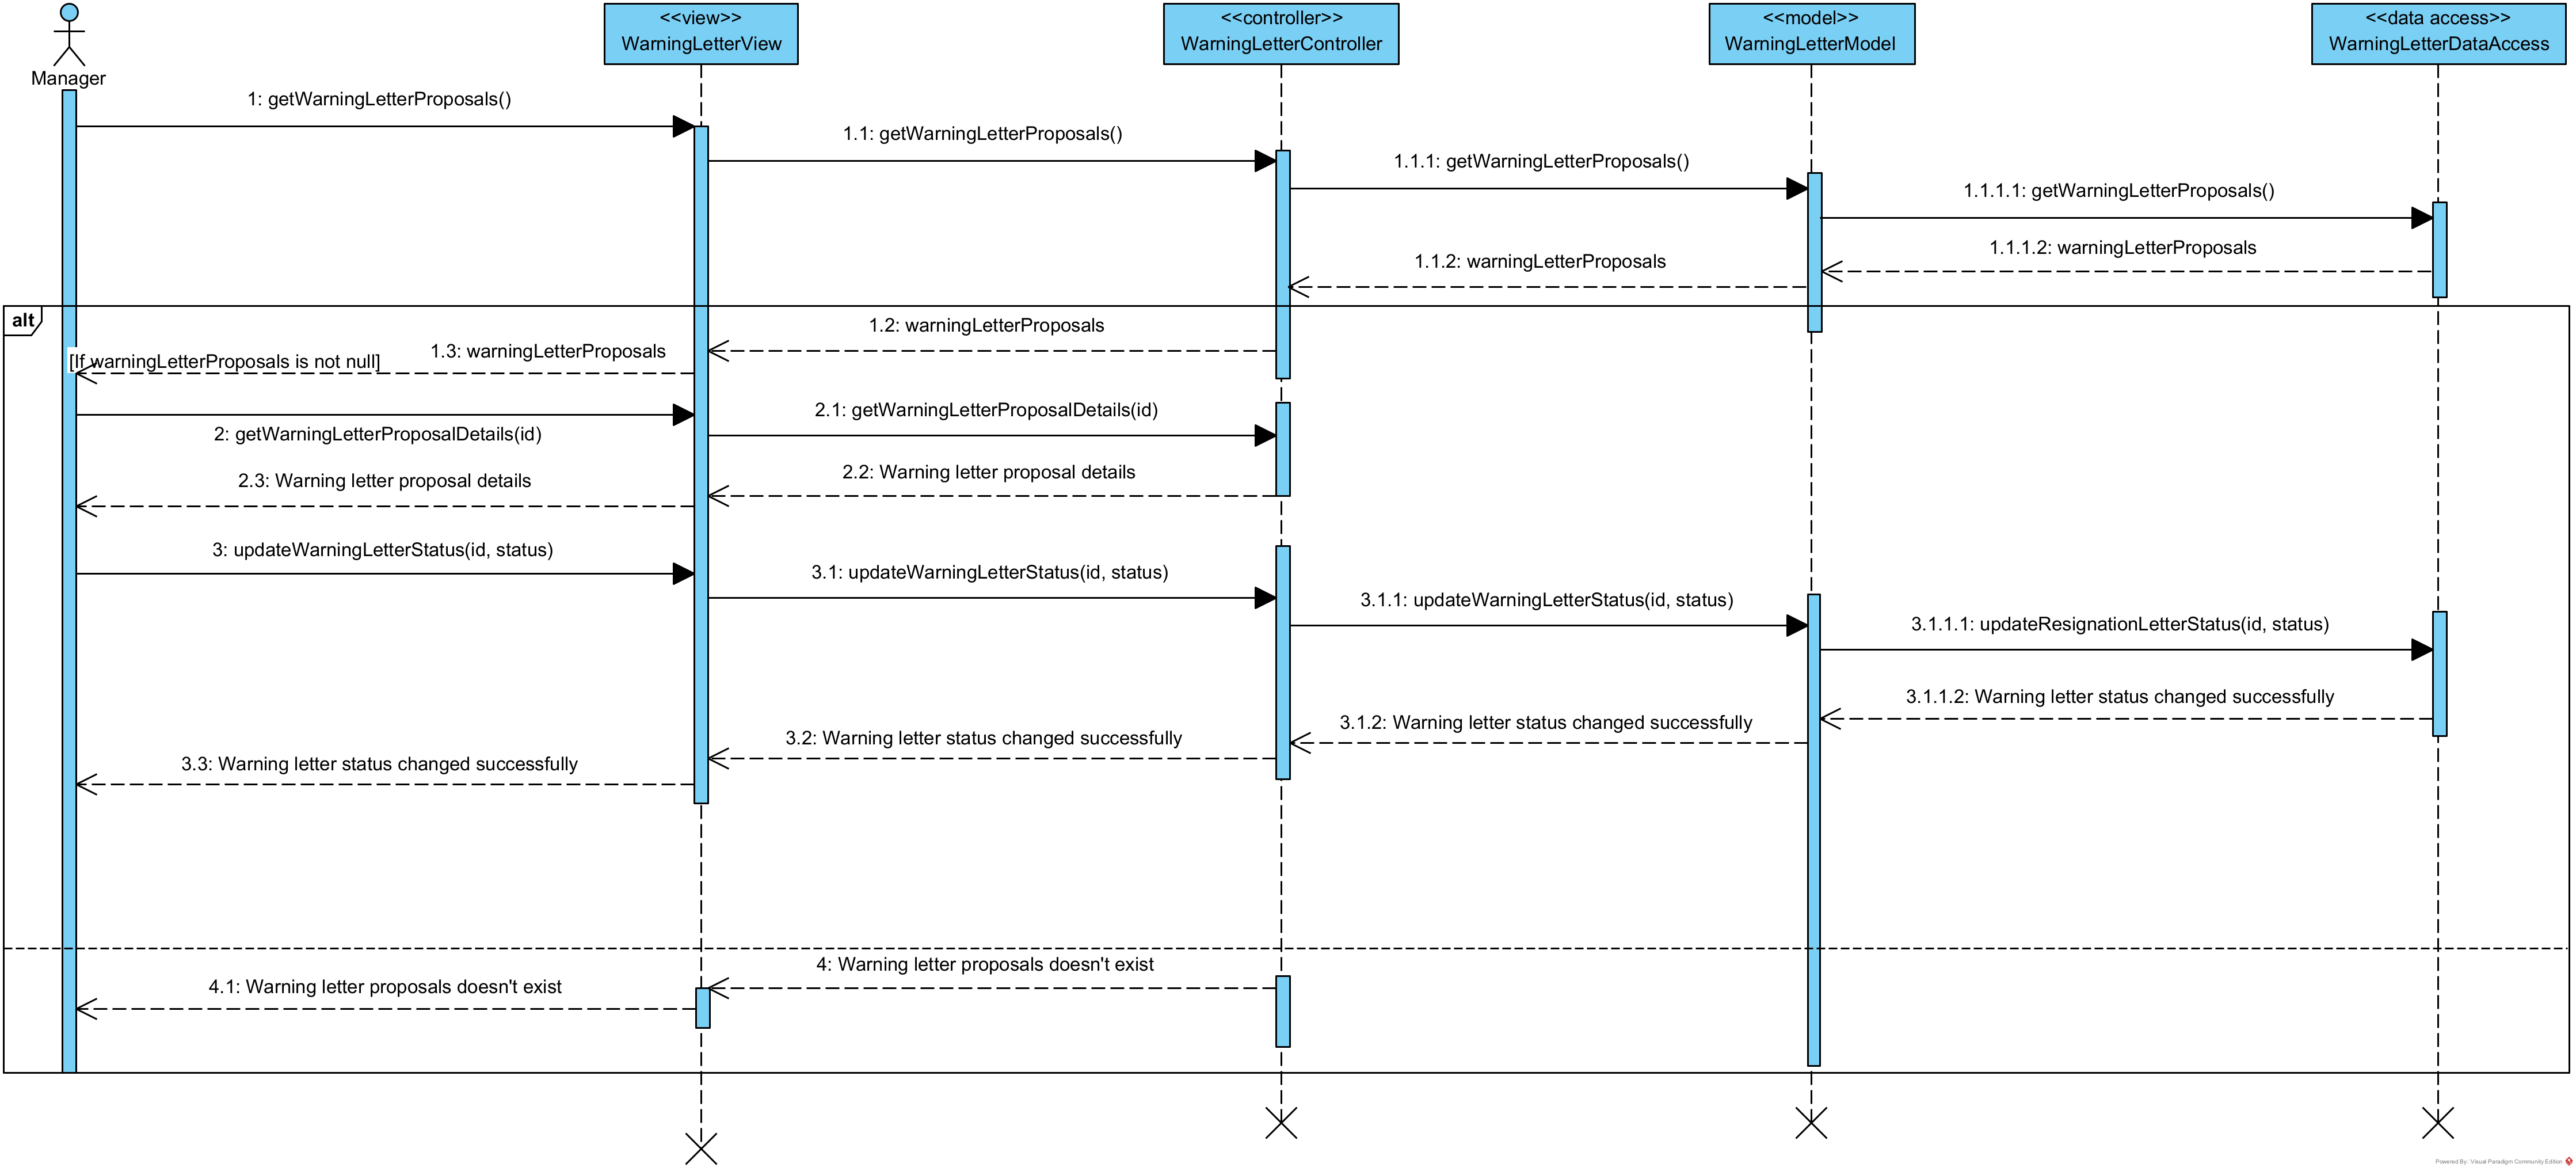 <<view>>
<<controller>>
<<model>>
<<data access>>
WarningLetterView
WarningLetterController
WarningLetterModel
WarningLetterDataAccess
Manager
1: getWarningLetterProposals()
1.1: getWarningLetterProposals()
1.1.1: getWarningLetterProposals()
1.1.1.1: getWarningLetterProposals()
1.1.1.2: warningLetterProposals
1.1.2: warningLetterProposals
alt
1.2: warningLetterProposals
1.3: warningLetterProposals
[If warningLetterProposals is not null]
2.1: getWarningLetterProposalDetails(id)
2: getWarningLetterProposalDetails(id)
2.2: Warning letter proposal details
2.3: Warning letter proposal details
3: updateWarningLetterStatus(id, status)
3.1: updateWarningLetterStatus(id, status)
3.1.1: updateWarningLetterStatus(id, status)
3.1.1.1: updateResignationLetterStatus(id, status)
3.1.1.2: Warning letter status changed successfully
3.1.2: Warning letter status changed successfully
3.2: Warning letter status changed successfully
3.3: Warning letter status changed successfully
4: Warning letter proposals doesn't exist
4.1: Warning letter proposals doesn't exist
Powered By: Visual Paradigm Community Edition